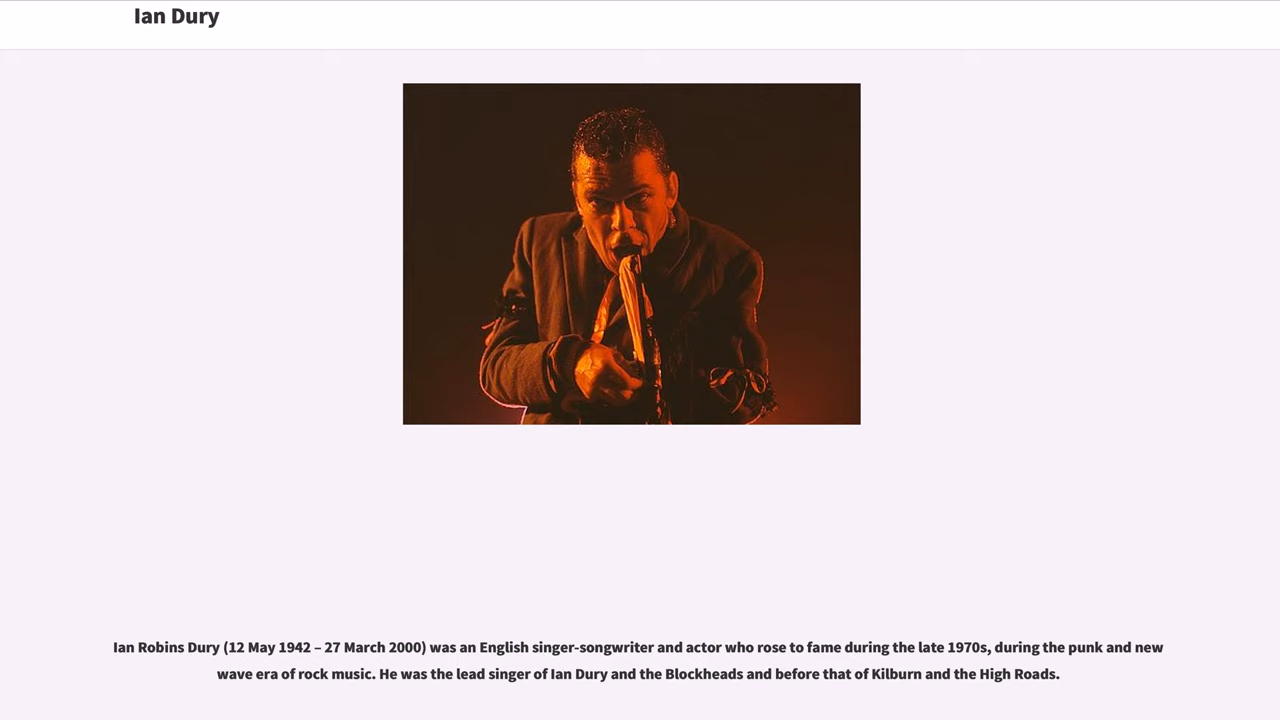 Ian Dury
Ian Robins Dury (12 May 1942 – 27 March 2000) was an English singer-songwriter and actor who rose to fame during the late 1970s, during the punk and new
wave era of rock music. He was the lead singer of Ian Dury and the Blockheads and before that of Kilburn and the High Roads.